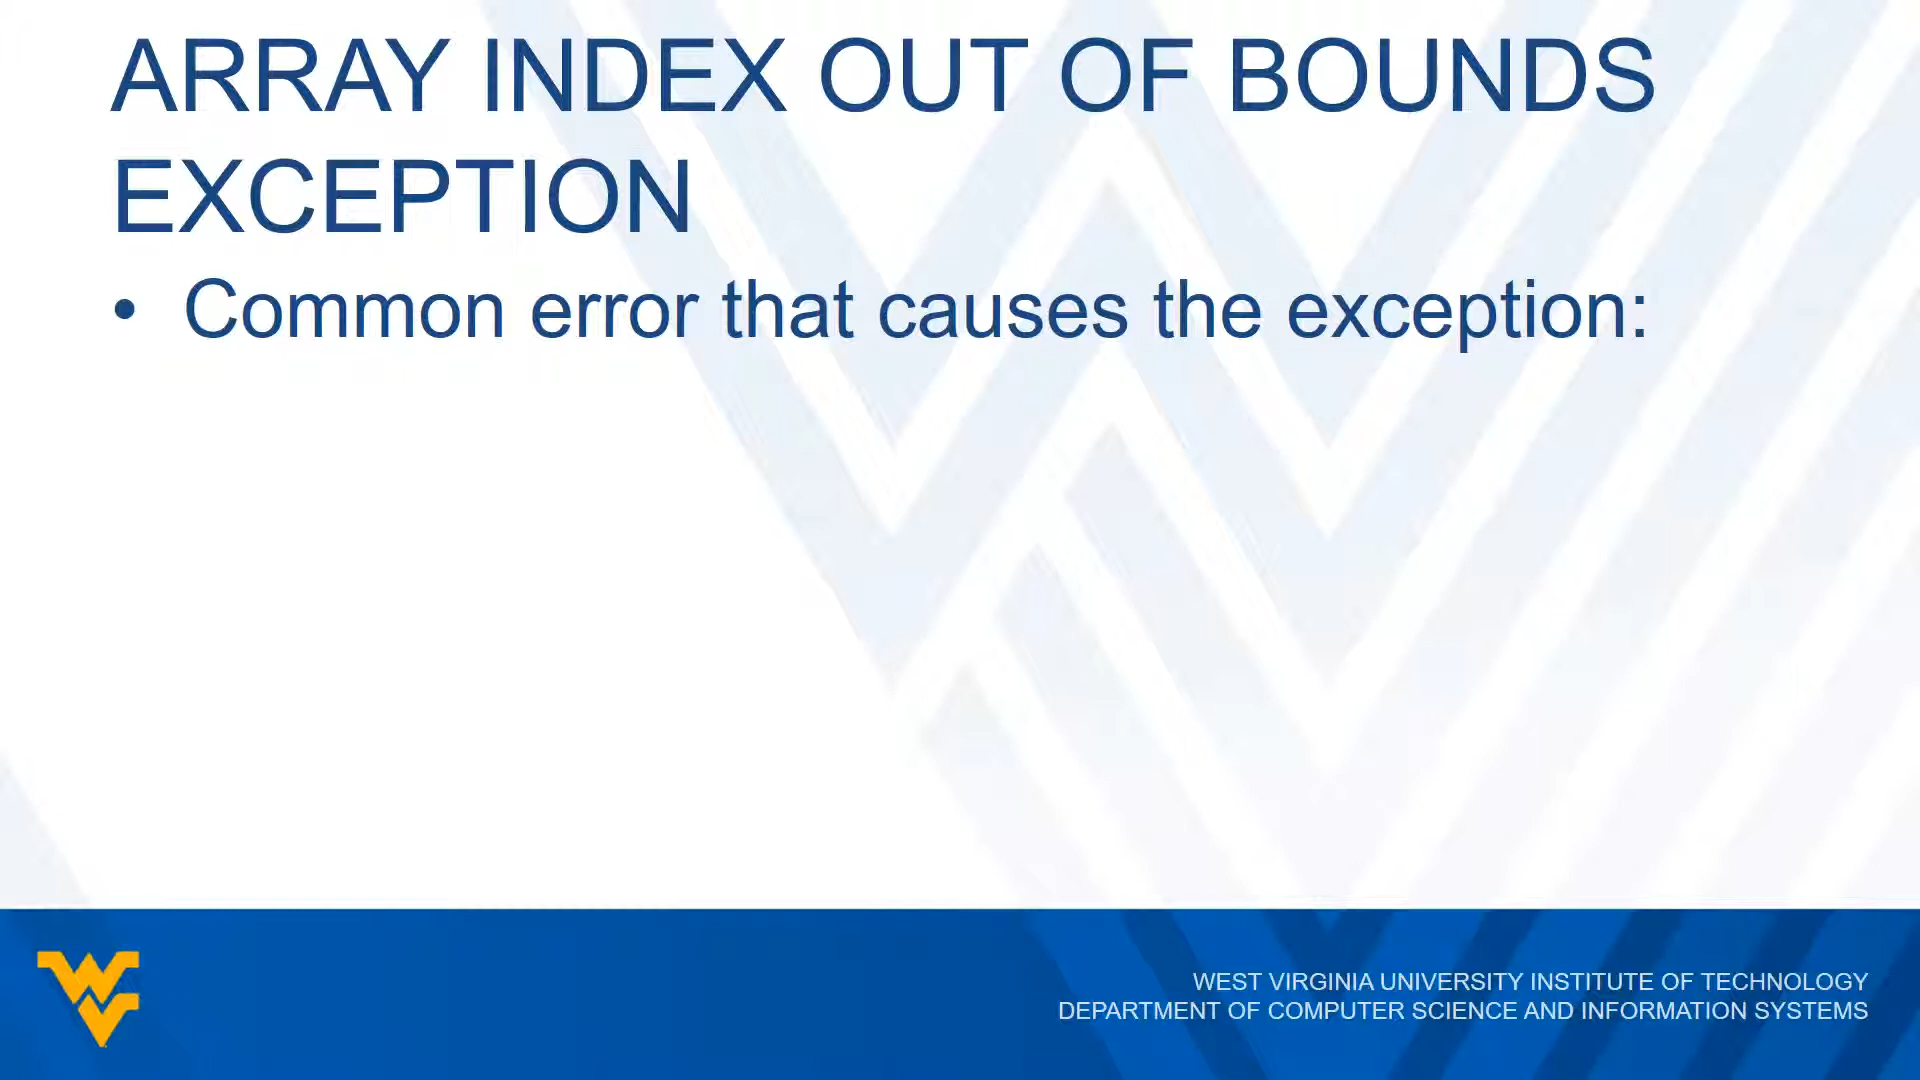 ARRAY INDEX OUT OF BOUNDS
EXCEPTION
• Common error that causes the exception:
WEST VIRGINIA UNIVERSITY INSTITUTE OF TECHNOLOGY
DEPARTMENT OF COMPUTER SCIENCE AND INFORMATION SYSTEMS